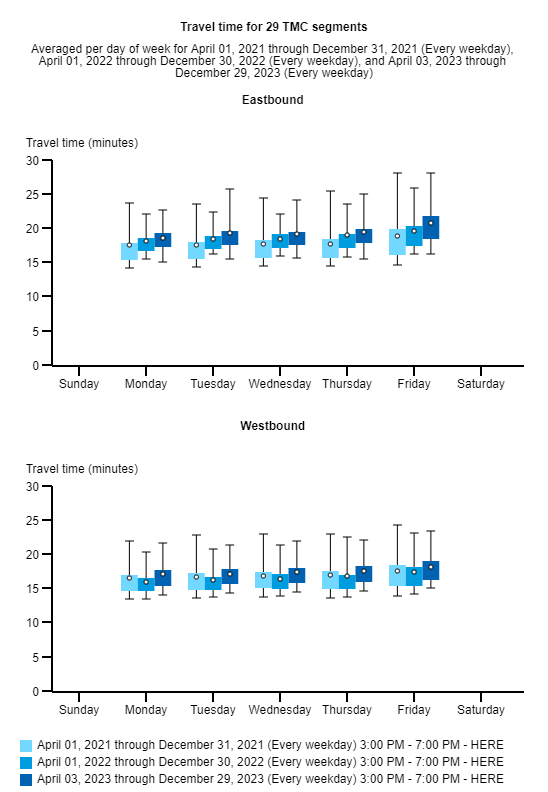 Travel time for 29 TMC segments
Averaged per day of week for April 01, 2021 through December 31, 2021 (Every weekday),
April 01, 2022 through December 30, 2022 (Every weekday), and April 03, 2023 through
December 29, 2023 (Every weekday)
Eastbound
Travel time (minutes)
30
25
20
15
10
5
0
Sunday Monday Tuesday Wednesday Thursday Friday Saturday
Westbound
Travel time (minutes)
30
25
20
15
10
5
0
Sunday Monday Tuesday Wednesday Thursday Friday Saturday
April 01, 2021 through December 31, 2021 (Every weekday) 3:00 PM - 7:00 PM - HERE
April 01, 2022 through December 30, 2022 (Every weekday) 3:00 PM - 7:00 PM - HERE
April 03, 2023 through December 29, 2023 (Every weekday) 3:00 PM - 7:00 PM - HERE